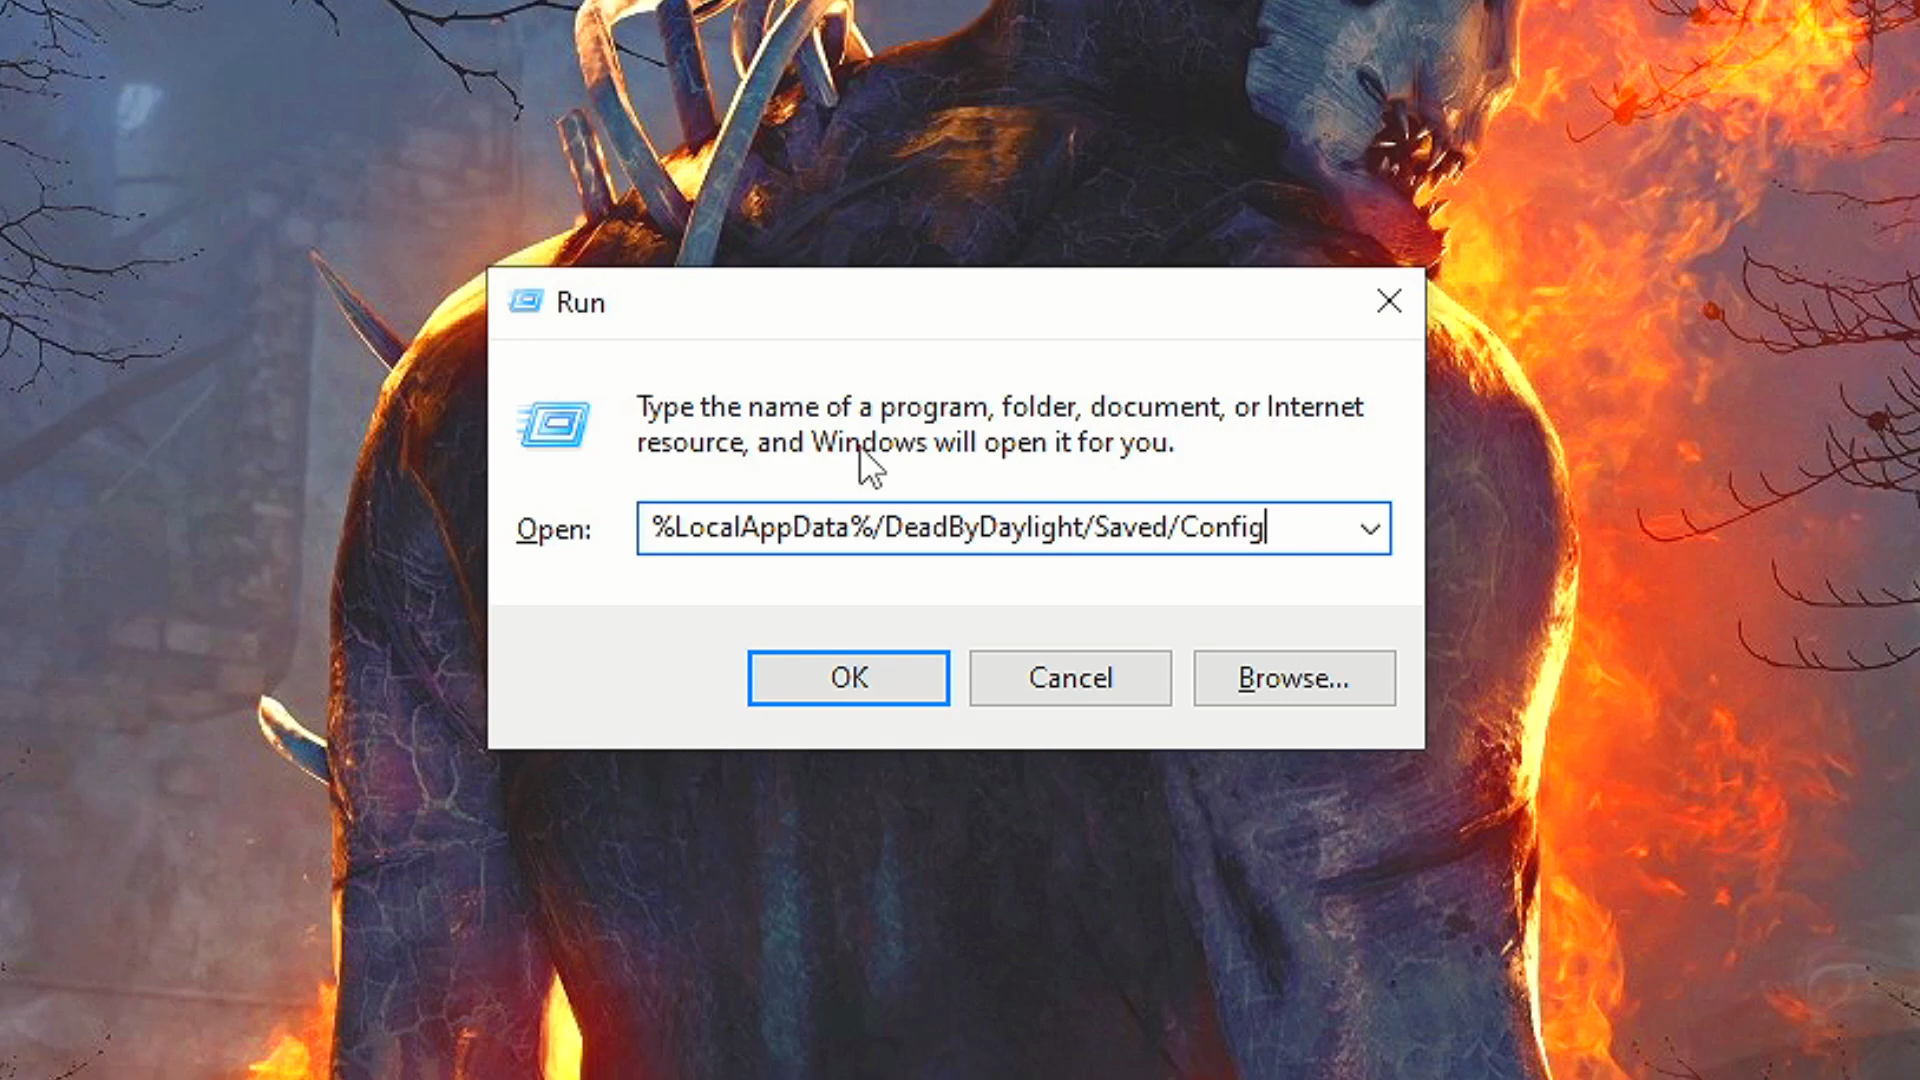 Run
Type the name of a program, folder, document, or Internet
resource, and Windows will open it for you.
Open: %LocalAppData%/DeadByDaylight/Saved/Config
OK Cancel Browse...